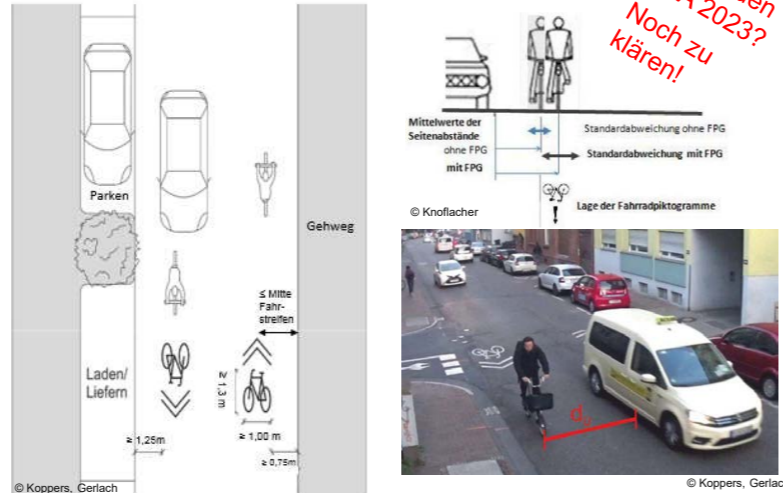 Parken
Laden/
Liefern
Gehweg
≤ Mitte
Fahr-
streifen
≥ 1,3 m
≥ 1,00 m
≥ 1,25m
≥ 0,75m
© Koppers, Gerlach
2023?
Noch zu
klären!
Mittelwerte der
Seitenabstände
ohne FPG
mit FPG
Standardabweichung ohne FPG
Standardabweichung mit FPG
Lage der Fahrradpiktogramme
© Knoflacher
© Koppers, Gerlac